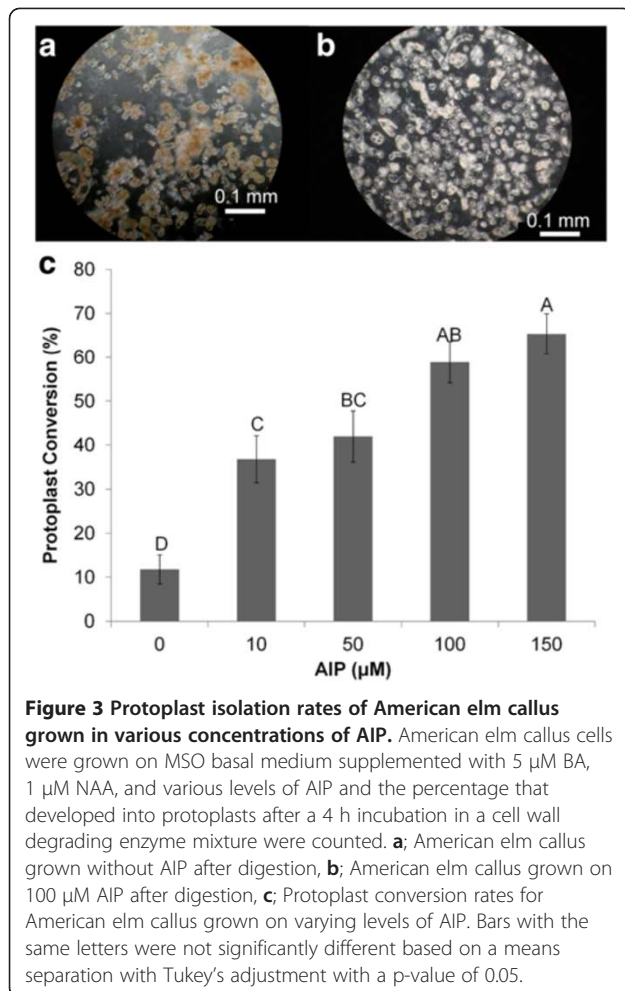 a
b
0.1 mm
0.1 mm
c
80
70
60
50
40
30
20
10
0
Protoplast Conversion (%)
D
C
BC
AB
A
0 10 50 100 150
AIP (µM)
Figure 3 Protoplast isolation rates of American elm callus
grown in various concentrations of AIP. American elm callus cells
were grown on MSO basal medium supplemented with 5 µM BA,
1 µM NAA, and various levels of AIP and the percentage that
developed into protoplasts after a 4 h incubation in a cell wall
degrading enzyme mixture were counted. a; American elm callus
grown without AIP after digestion, b; American elm callus grown on
100 µM AIP after digestion, c; Protoplast conversion rates for
American elm callus grown on varying levels of AIP. Bars with the
same letters were not significantly different based on a means
separation with Tukey's adjustment with a p-value of 0.05.